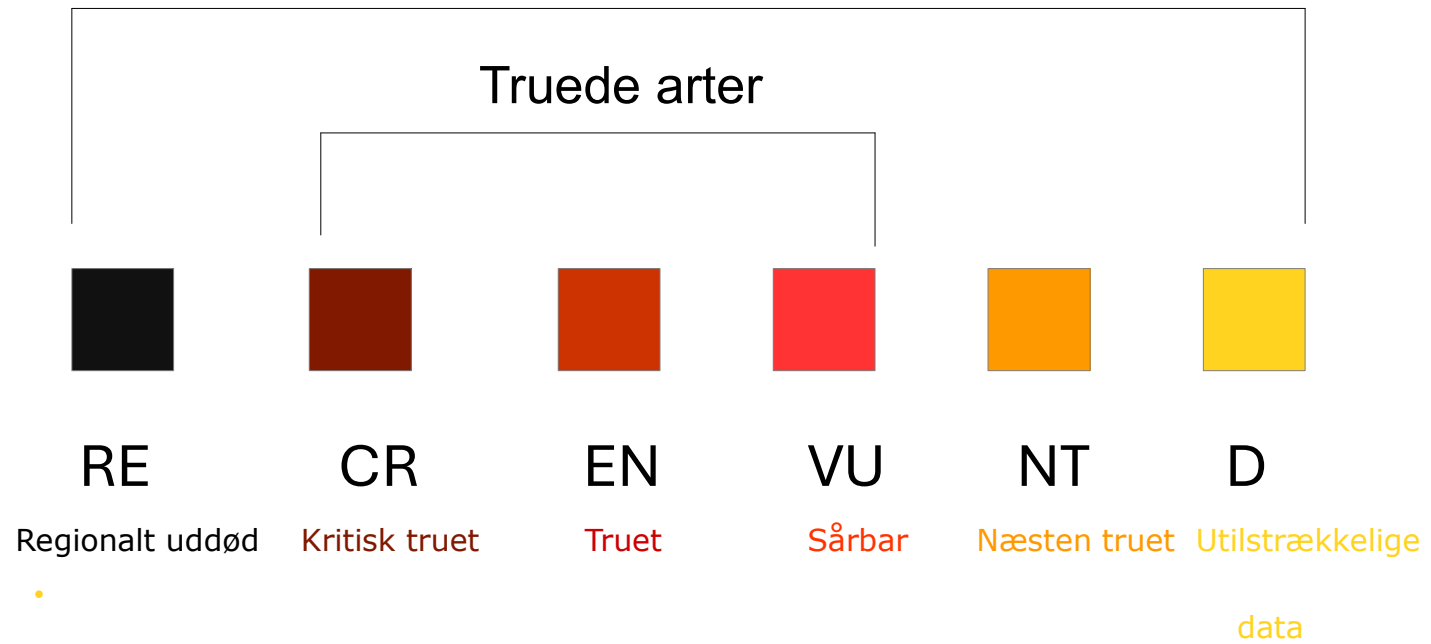 Truede arter
RE CR EN VU NT D
Regionalt uddød Kritisk truet Truet Sårbar Næsten truet Utilstrækkelige
data